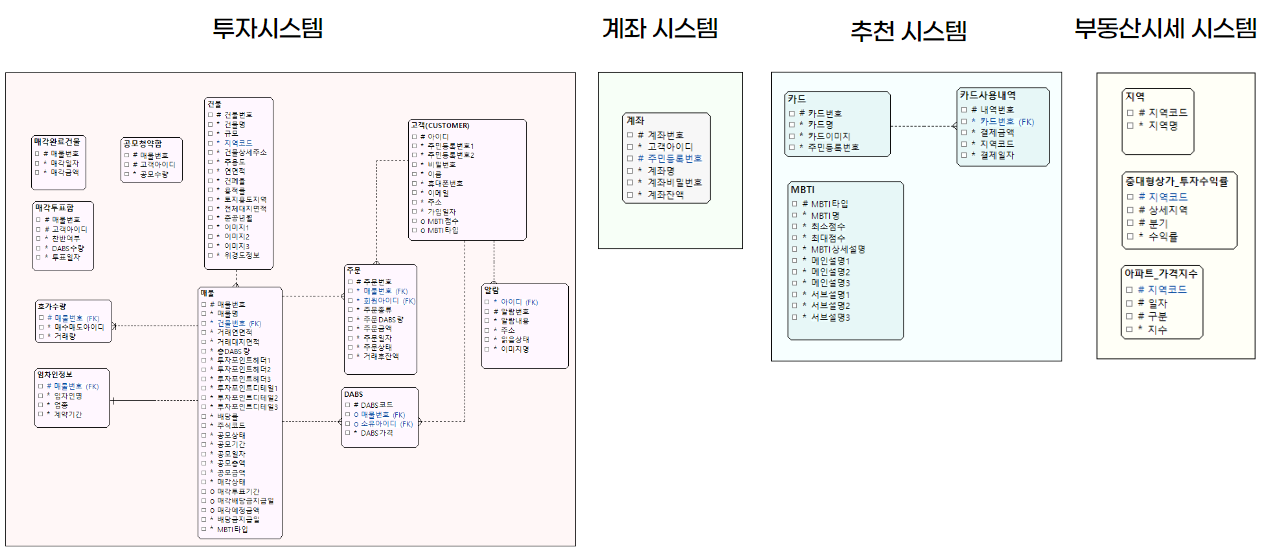 투자시스템
계좌 시스템
추천 시스템
부동산시세 시스템
매각완료건물
# 매물번호
* 매각일자
* 매각금액
공모청약함
# 매물번호
# 고객아이디
* 공모수량
매각투표함
# 매물번호
# 고객아이디
* 찬반여부
* DABS수량
* 투표일자
호가수량
# 매물번호 (FK)
* 매수매도아이디
* 거래량
임차인정보
# 매물번호 (FK)
* 임차인명
* 업종
* 계약기간
건물
# 건물번호
* 건물명
* 규모
* 지역코드
* 건물상세주소
* 주용도
* 연면적
* 건폐율
* 용적률
* 토지용도지역
* 전체대지면적
* 준공년월
* 이미지1
* 이미지2
* 이미지3
* 위경도정보
매물
# 매물번호
* 매물명
* 건물번호 (FK)
* 거래연면적
* 거래대지면적
* 총DABS량
* 투자포인트헤더1
* 투자포인트헤더2
* 투자포인트헤더3
* 투자포인트디테일1
* 투자포인트디테일2
* 투자포인트디테일3
* 배당률
* 주식코드
* 공모상태
* 공모기간
* 공모일자
* 공모총액
* 공모금액
* 매각상태
o 매각투표기간
o 매각배당금지급일
o 매각예정금액
* 배당금지급일
* MBTI타입
고객(CUSTOMER)
# 아이디
* 주민등록번호1
* 주민등록번호2
* 비밀번호
* 이름
* 휴대폰번호
* 이메일
* 주소
* 가입일자
o MBTI점수
o MBTI타입
주문
# 주문번호
* 매물번호 (FK)
* 회원아이디 (FK)
* 주문종류
* 주문DABS량
* 주문금액
* 주문일자
* 주문상태
* 거래후잔액
알람
* 아이디 (FK)
# 알람번호
* 알람내용
* 주소
* 읽음상태
* 이미지명
DABS
# DABS코드
o 매물번호 (FK)
o 소유아이디 (FK)
* DABS가격
계좌
# 계좌번호
* 고객아이디
# 주민등록번호
* 계좌명
* 계좌비밀번호
* 계좌잔액
카드
# 카드번호
* 카드명
* 카드이미지
* 주민등록번호
카드사용내역
# 내역번호
* 카드번호 (FK)
* 결제금액
* 지역코드
* 결제일자
MBTI
# MBTI타입
* MBTI명
* 최소점수
* 최대점수
* MBTI상세설명
* 메인설명1
* 메인설명2
* 메인설명3
* 서브설명1
* 서브설명2
* 서브설명3
지역
# 지역코드
* 지역명
중대형상가_투자수익률
# 지역코드
# 상세지역
# 분기
* 수익률
아파트_가격지수
# 지역코드
# 일자
# 구분
* 지수